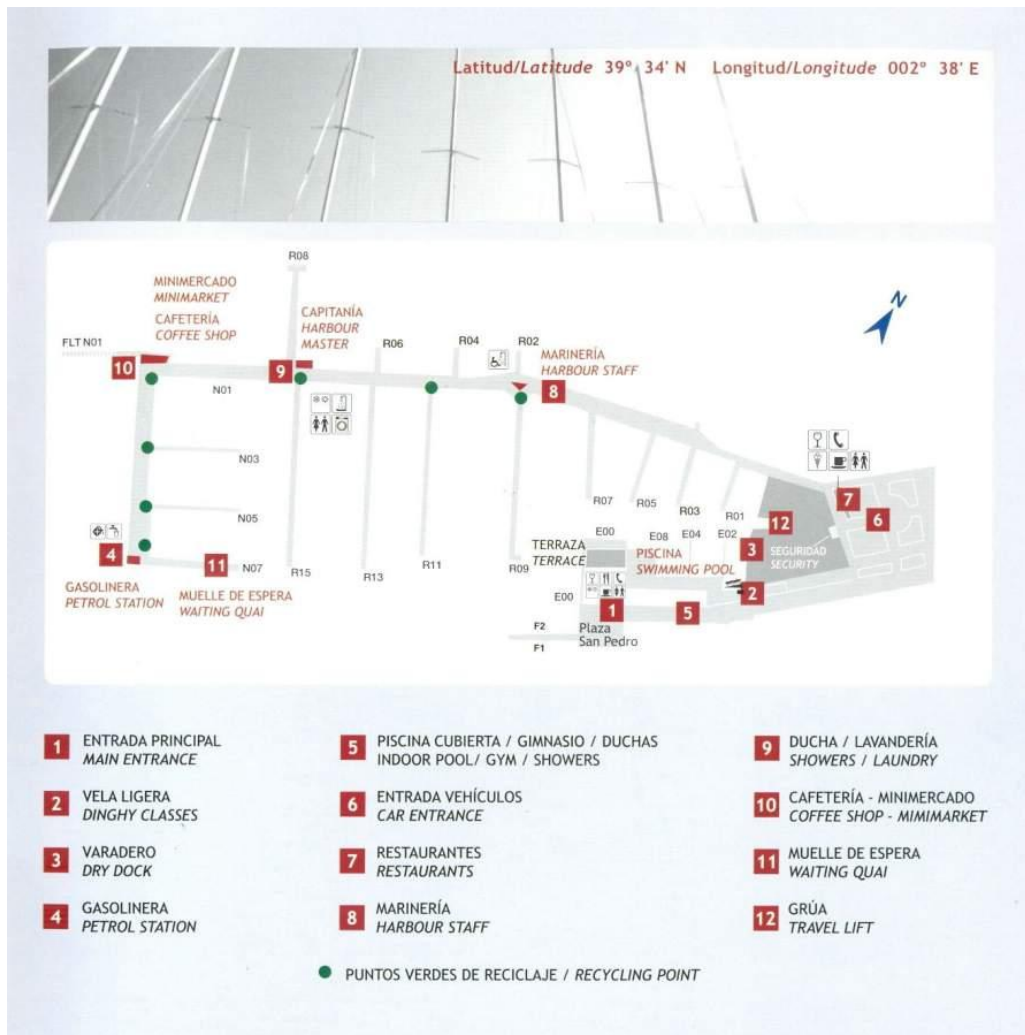 Latitud/Latitude 39º 34' N Longitud/Longitude 002º 38' E
R08
MINIMERCADO
MINIMARKET
CAFETERÍA
COFFEE SHOP
CAPITANÍA
HARBOUR
MASTER
FLT N01
R06
R04
R02
MARINERÍA
HARBOUR STAFF
10
9
8
N01
N03
N05
N07
4
11
GASOLINERA
PETROL STATION
MUELLE DE ESPERA
WAITING QUAI
R15
R13
R11
R09
R07
R05
R03
R01
E00
E08
E04
E02
TERRAZA
TERRACE
PISCINA
SWIMMING POOL
SEGURIDAD
SECURITY
7
6
12
3
2
E00
1
5
F2
F1
Plaza
San Pedro
N
1 ENTRADA PRINCIPAL
MAIN ENTRANCE
2 VELA LIGERA
DINGHY CLASSES
3 VARADERO
DRY DOCK
4 GASOLINERA
PETROL STATION
5 PISCINA CUBIERTA / GIMNASIO / DUCHAS
INDOOR POOL/ GYM / SHOWERS
6 ENTRADA VEHÍCULOS
CAR ENTRANCE
7 RESTAURANTES
RESTAURANTS
8 MARINERÍA
HARBOUR STAFF
9 DUCHA / LAVANDERÍA
SHOWERS / LAUNDRY
10 CAFETERÍA - MINIMERCADO
COFFEE SHOP - MIMIMARKET
11 MUELLE DE ESPERA
WAITING QUAI
12 GRÚA
TRAVEL LIFT
PUNTOS VERDES DE RECICLAJE / RECYCLING POINT